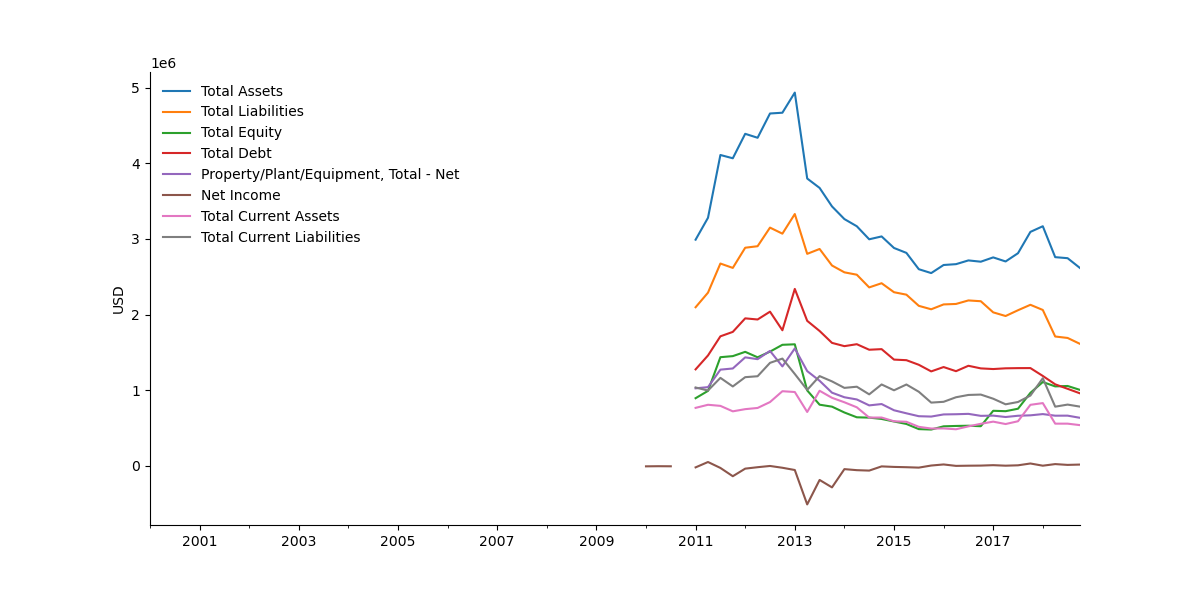 1e6
5
4
3
2
1
0
USD
Total Assets
Total Liabilities
Total Equity
Total Debt
Property/Plant/Equipment, Total - Net
Net Income
Total Current Assets
Total Current Liabilities
2001 2003 2005 2007 2009 2011 2013 2015 2017